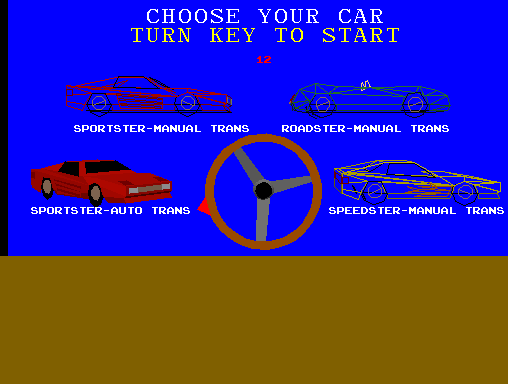 CHOOSE YOUR CAR
TURN KEY TO START
12
SPORTSTER-MANUAL TRANS
ROADSTER-MANUAL TRANS
SPORTSTER-AUTO TRANS
SPEEDSTER-MANUAL TRANS